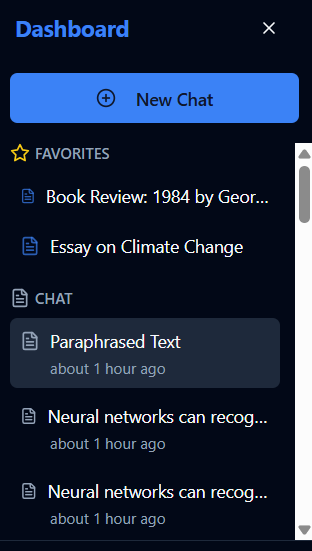 Dashboard
New Chat
FAVORITES
Book Review: 1984 by Geor...
Essay on Climate Change
CHAT
Paraphrased Text
about 1 hour ago
Neural networks can recog...
about 1 hour ago
Neural networks can recog...
about 1 hour ago